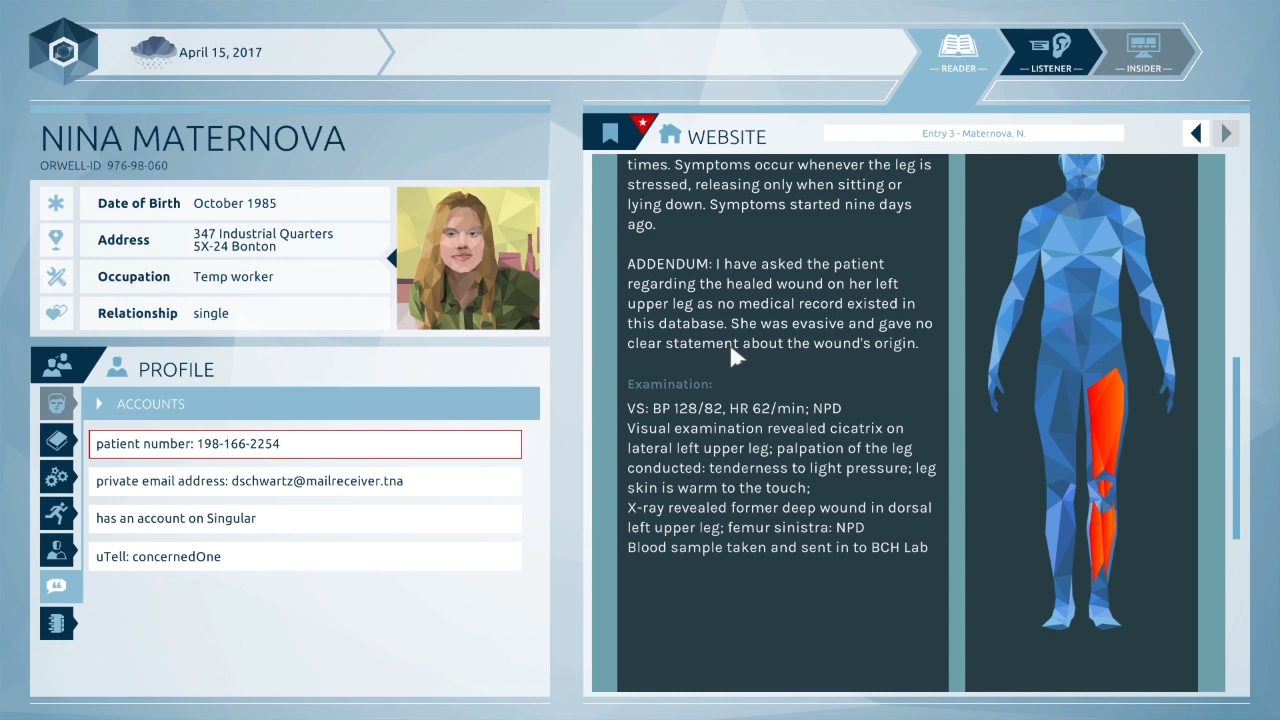 April 15, 2017
— READER —
— LISTENER —
— INSIDER —
NINA MATERNOVA
ORWELL-ID 976-98-060
Date of Birth October 1985
Address 347 Industrial Quarters
5X-24 Bonton
Occupation Temp worker
Relationship single
PROFILE
ACCOUNTS
patient number: 198-166-2254
private email address: dschwartz@mailreceiver.tna
has an account on Singular
uTell: concernedOne
WEBSITE
Entry 3 - Maternova, N.
times. Symptoms occur whenever the leg is
stressed, releasing only when sitting or
lying down. Symptoms started nine days
ago.
ADDENDUM: I have asked the patient
regarding the healed wound on her left
upper leg as no medical record existed in
this database. She was evasive and gave no
clear statement about the wound's origin.
Examination:
VS: BP 128/82, HR 62/min; NPD
Visual examination revealed cicatrix on
lateral left upper leg; palpation of the leg
conducted: tenderness to light pressure; leg
skin is warm to the touch;
X-ray revealed former deep wound in dorsal
left upper leg; femur sinistra: NPD
Blood sample taken and sent in to BCH Lab